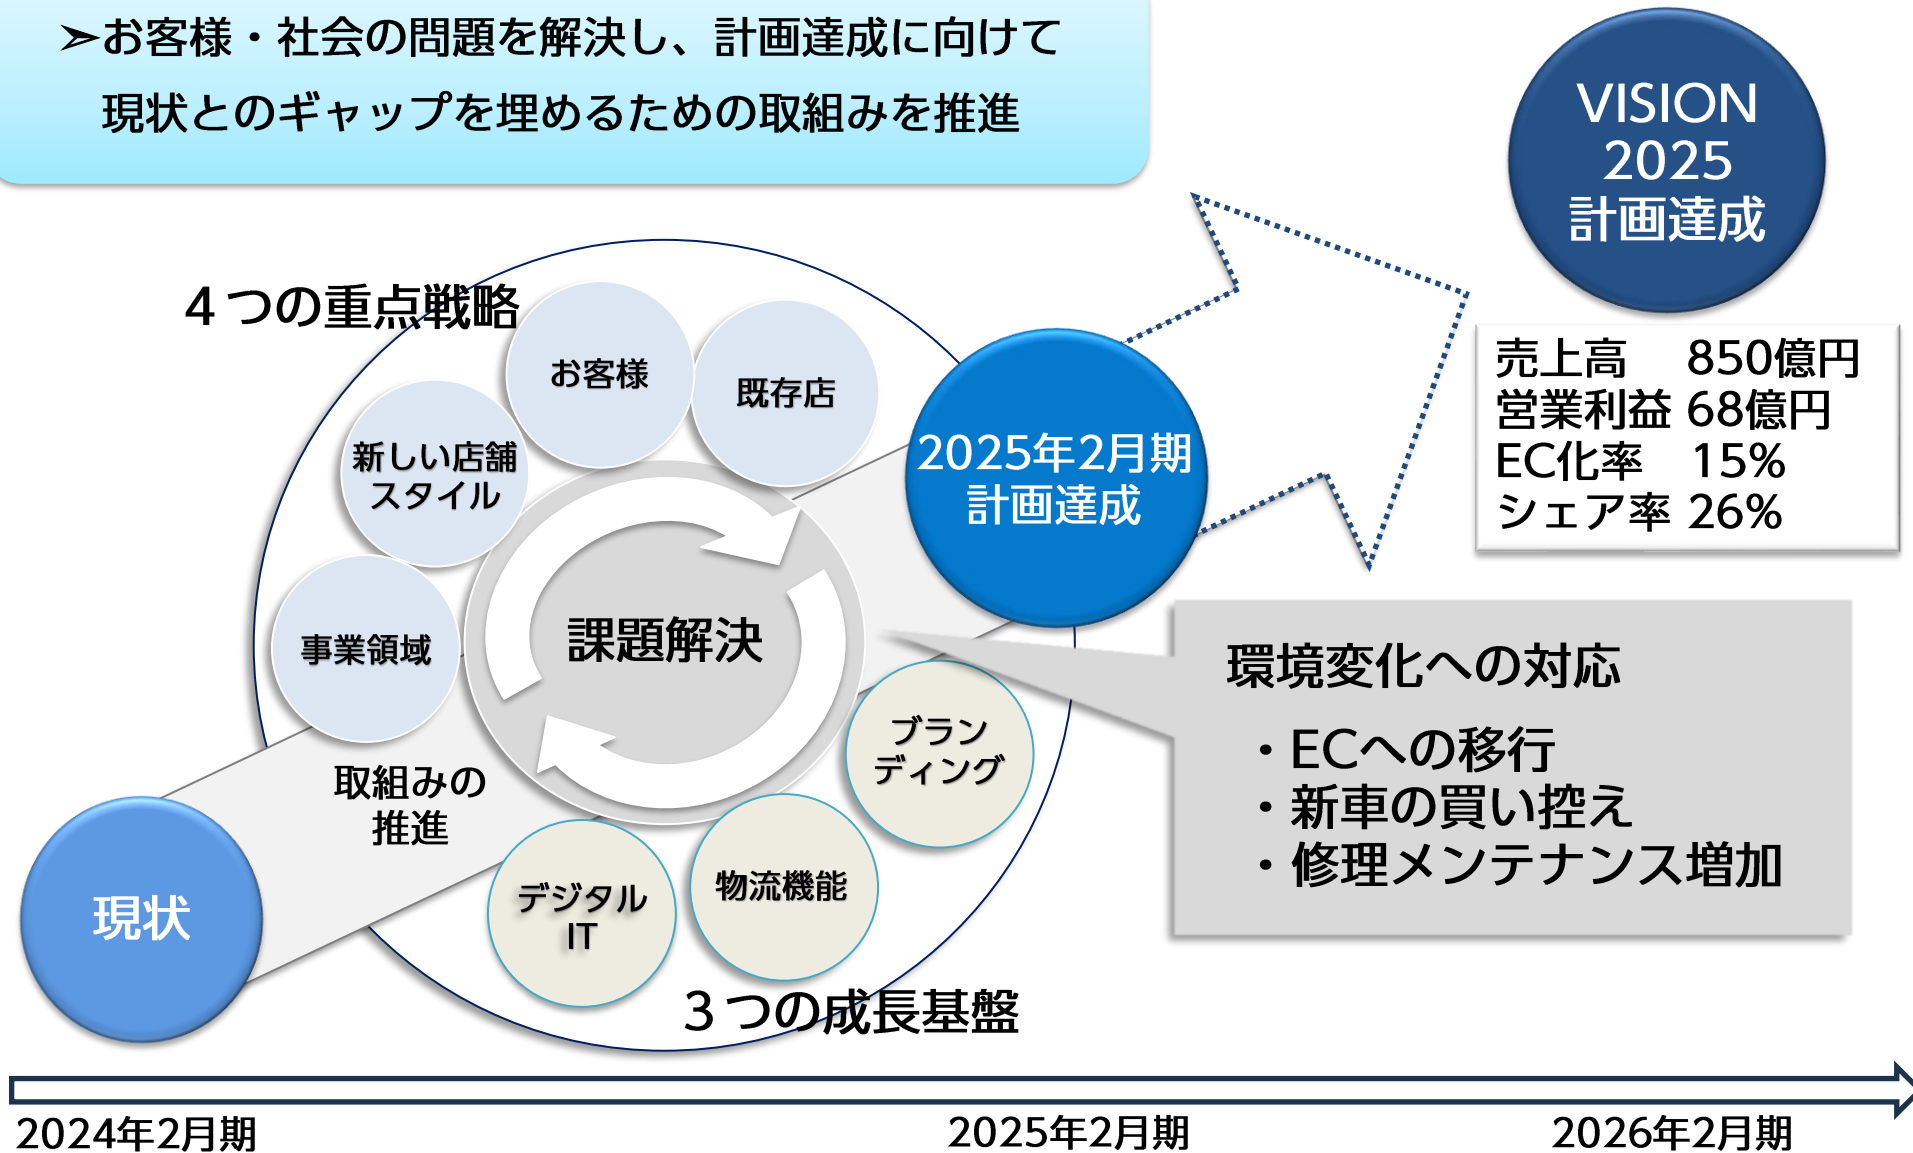 ➢お客様・社会の問題を解決し、計画達成に向けて
現状とのギャップを埋めるための取組みを推進
VISION
2025
計画達成
売上高 850億円
営業利益 68億円
EC化率 15%
シェア率 26%
4つの重点戦略
お客様
既存店
新しい店舗
スタイル
事業領域
2025年2月期
計画達成
課題解決
環境変化への対応
・ECへの移行
・新車の買い控え
・修理メンテナンス増加
ブラン
ディング
取組みの
推進
物流機能
デジタル
IT
現状
3つの成長基盤
2024年2月期
2025年2月期
2026年2月期